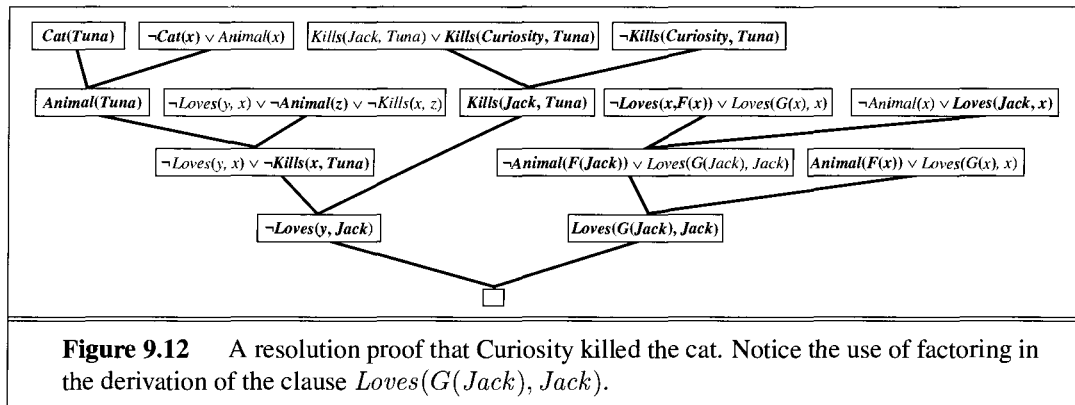 Cat(Tuna) ¬Cat(x) ∨ Animal(x) Kills(Jack, Tuna) ∨ Kills(Curiosity, Tuna) ¬Kills(Curiosity, Tuna)
Animal(Tuna) ¬Loves(y, x) ∨ ¬Animal(z) ∨ ¬Kills(x, z) Kills(Jack, Tuna) ¬Loves(x,F(x)) ∨ Loves(G(x), x) ¬Animal(x) ∨ Loves(Jack, x)
¬Loves(y, x) ∨ ¬Kills(x, Tuna) ¬Animal(F(Jack)) ∨ Loves(G(Jack), Jack) Animal(F(x)) ∨ Loves(G(x), x)
¬Loves(y, Jack) Loves(G(Jack), Jack)
Figure 9.12 A resolution proof that Curiosity killed the cat. Notice the use of factoring in
the derivation of the clause Loves(G(Jack), Jack).